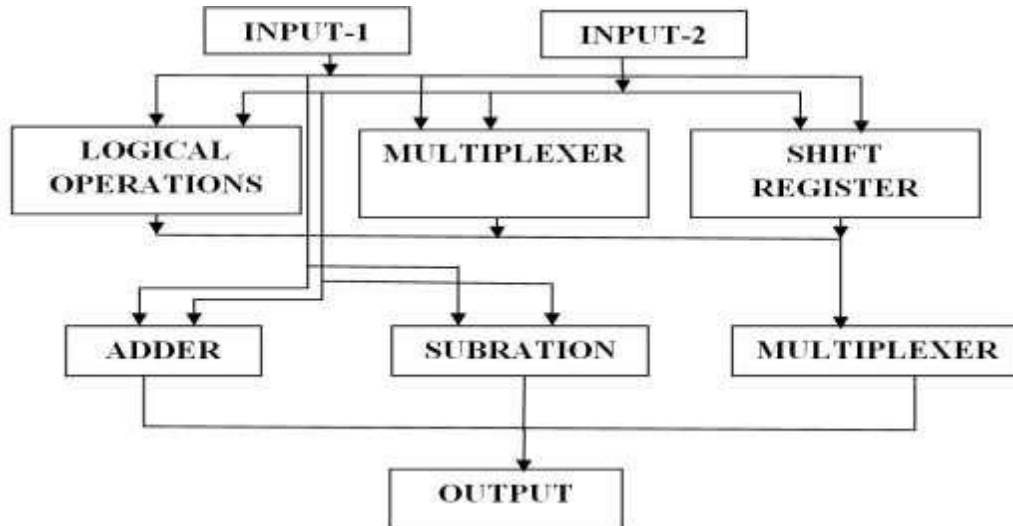 INPUT-1
INPUT-2
LOGICAL
OPERATIONS
MULTIPLEXER
SHIFT
REGISTER
ADDER
SUBRATION
MULTIPLEXER
OUTPUT